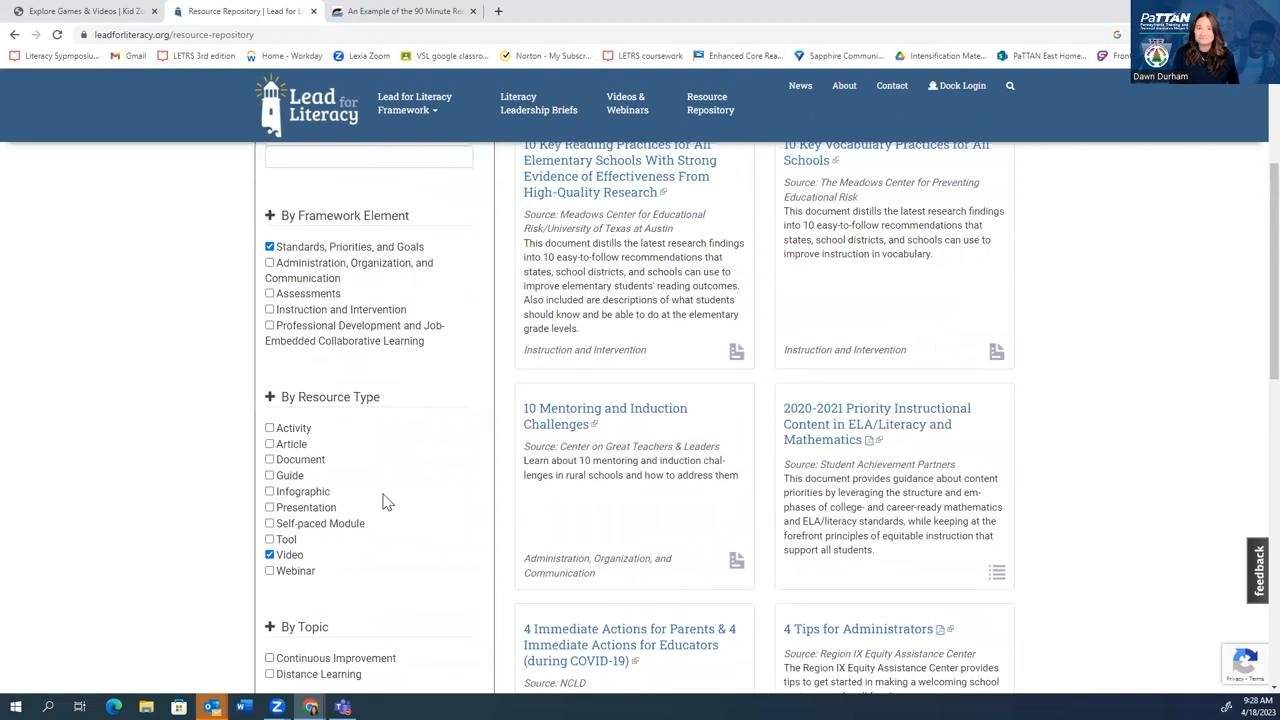 Explore Games & Videos | Kid Zo
Resource Repository | Lead for Lit
An Example of the 90 Minute Rea
leadforliteracy.org/resource-repository
Literacy Sypmposiu...
Gmail
LETRS 3rd edition
Home - Workday
Lexia Zoom
VSL google classro...
Norton - My Subscr...
LETRS coursework
Enhanced Core Rea...
Sapphire Communi...
Intensification Mate...
PaTTAN East Home...
Front
PaTTAN
Dawn Durham
Lead for Literacy
Lead for Literacy Framework
Literacy Leadership Briefs
Videos & Webinars
Resource Repository
News
About
Contact
Dock Login
By Framework Element
Standards, Priorities, and Goals
Administration, Organization, and
Communication
Assessments
Instruction and Intervention
Professional Development and Job-
Embedded Collaborative Learning
By Resource Type
Activity
Article
Document
Guide
Infographic
Presentation
Self-paced Module
Tool
Video
Webinar
By Topic
Continuous Improvement
Distance Learning
10 Key Reading Practices for All
Elementary Schools With Strong
Evidence of Effectiveness From
High-Quality Research
Source: Meadows Center for Educational
Risk/University of Texas at Austin
This document distills the latest research findings
into 10 easy-to-follow recommendations that
states, school districts, and schools can use to
improve elementary students' reading outcomes.
Also included are descriptions of what students
should know and be able to do at the elementary
grade levels.
Instruction and Intervention
10 Key Vocabulary Practices for All
Schools
Source: The Meadows Center for Preventing
Educational Risk
This document distills the latest research findings
into 10 easy-to-follow recommendations that
states, school districts, and schools can use to
improve instruction in vocabulary.
Instruction and Intervention
10 Mentoring and Induction
Challenges
Source: Center on Great Teachers & Leaders
Learn about 10 mentoring and induction chal-
lenges in rural schools and how to address them
Administration, Organization, and
Communication
2020-2021 Priority Instructional
Content in ELA/Literacy and
Mathematics
Source: Student Achievement Partners
This document provides guidance about content
priorities by leveraging the structure and em-
phases of college- and career-ready mathematics
and ELA/literacy standards, while keeping at the
forefront principles of equitable instruction that
support all students.
4 Immediate Actions for Parents & 4
Immediate Actions for Educators
(during COVID-19)
Source: NCLD
4 Tips for Administrators
Source: Region IX Equity Assistance Center
The Region IX Equity Assistance Center provides
tips to get started in making a welcoming school
feedback
Privacy - Terms
9:28 AM
4/18/2023